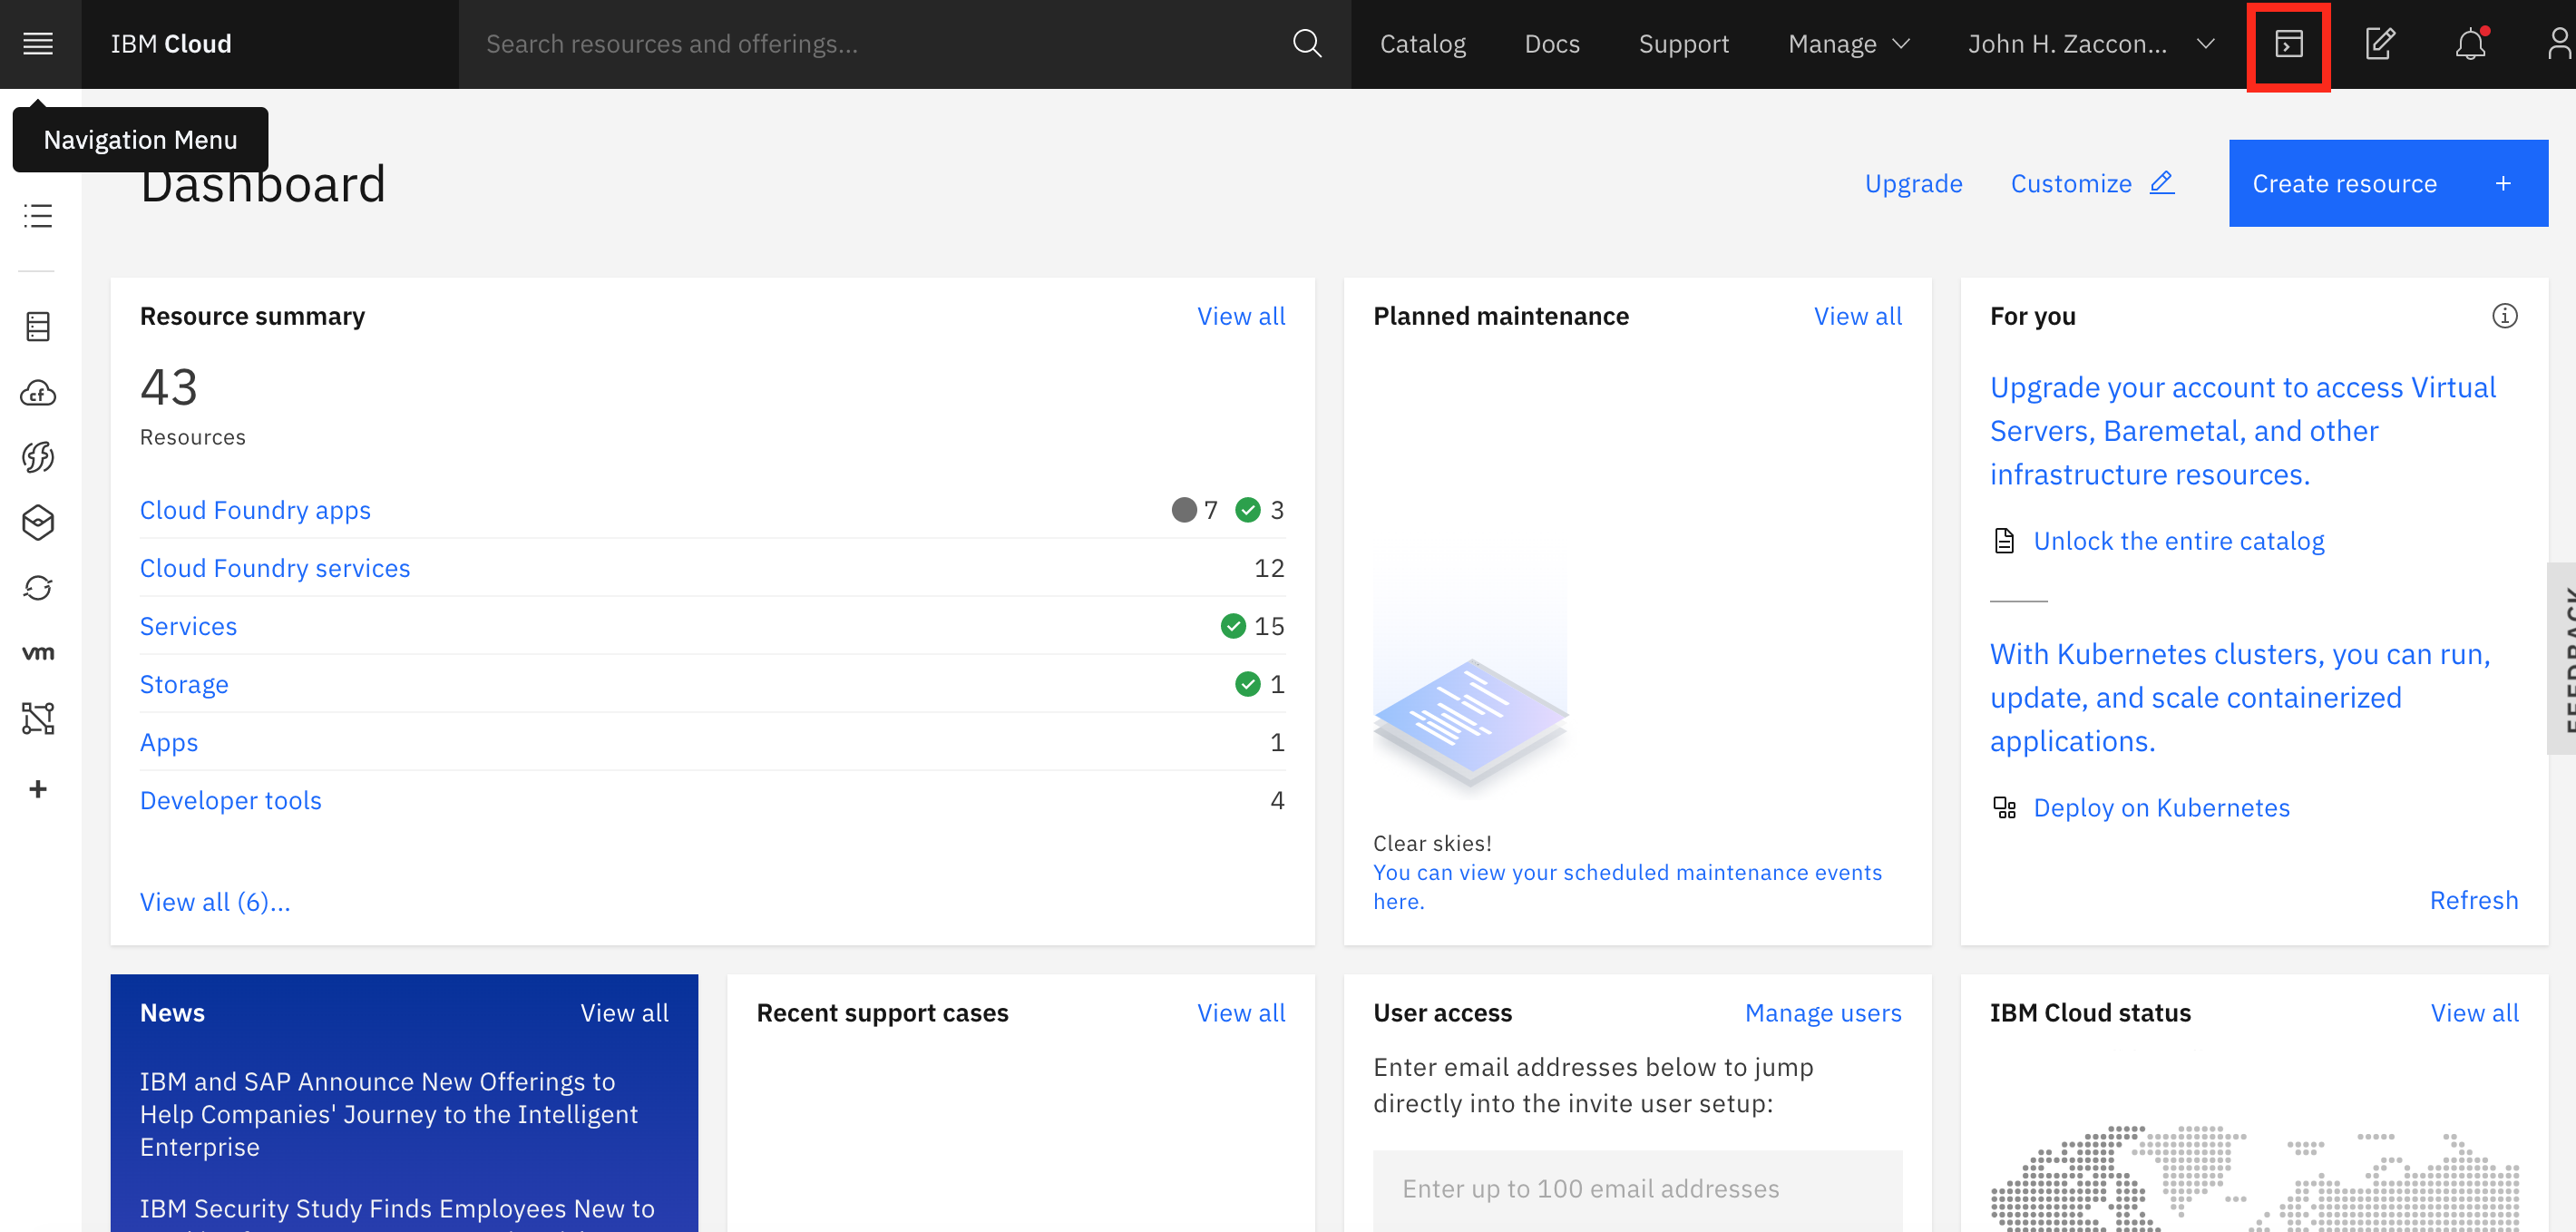 IBM Cloud
Search resources and offerings...
Catalog
Docs
Support
Manage
John H. Zaccon...
Navigation Menu
Dashboard
Upgrade
Customize
Create resource +
Resource summary
View all
43
Resources
Cloud Foundry apps 7 3
Cloud Foundry services 12
Services 15
Storage 1
Apps 1
Developer tools 4
View all (6)...
Planned maintenance
View all
Clear skies!
You can view your scheduled maintenance events
here.
For you
Upgrade your account to access Virtual
Servers, Baremetal, and other
infrastructure resources.
Unlock the entire catalog
With Kubernetes clusters, you can run,
update, and scale containerized
applications.
Deploy on Kubernetes
Refresh
FEEDBACK
cf
vm
News
View all
IBM and SAP Announce New Offerings to
Help Companies' Journey to the Intelligent
Enterprise
IBM Security Study Finds Employees New to
Recent support cases
View all
User access
Manage users
Enter email addresses below to jump
directly into the invite user setup:
Enter up to 100 email addresses
IBM Cloud status
View all